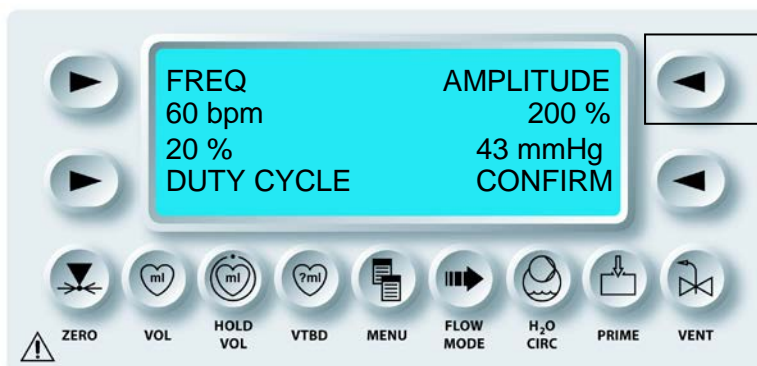 FREQ AMPLITUDE
60 bpm 200 %
20 % 43 mmHg
DUTY CYCLE CONFIRM
ml ml ?ml
ZERO VOL HOLD VOL VTBD MENU FLOW MODE H₂O CIRC PRIME VENT